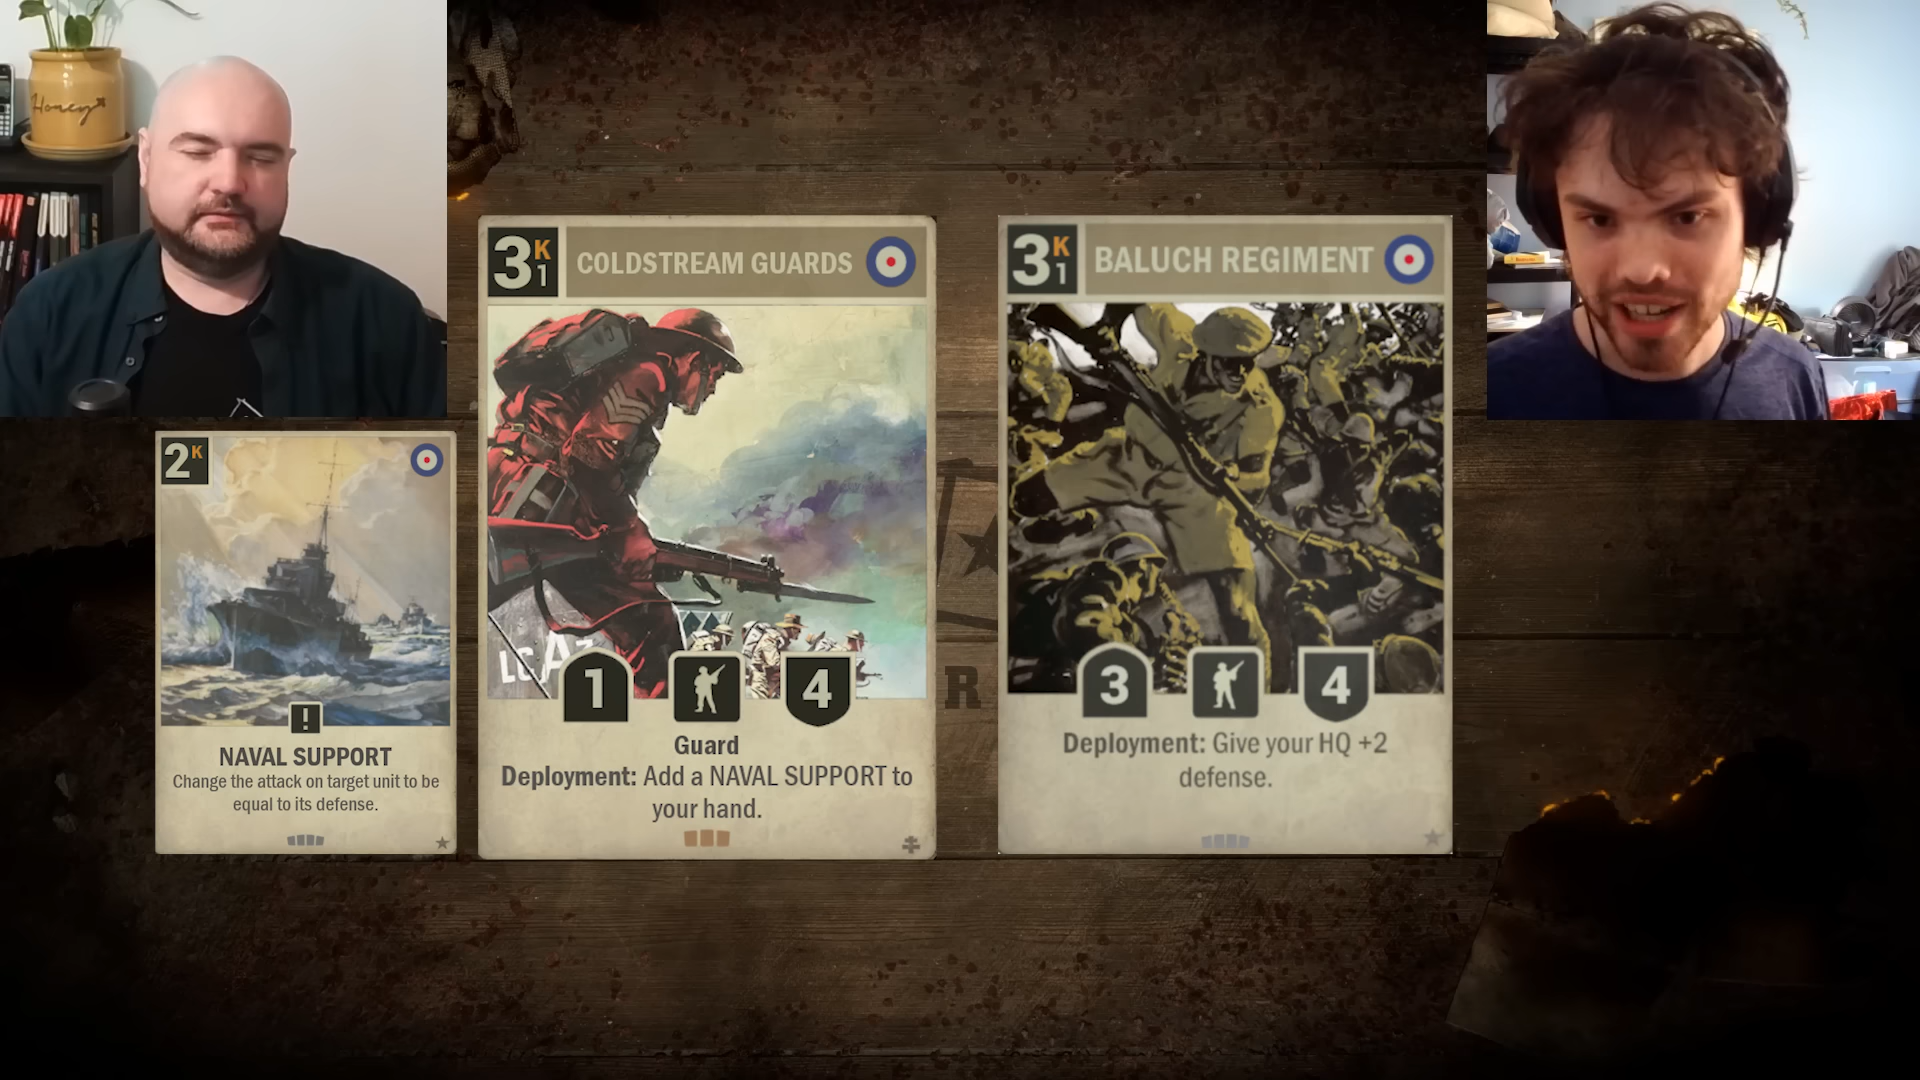 Honey
3K
1
COLDSTREAM GUARDS
3K
1
BALUCH REGIMENT
2K
!
NAVAL SUPPORT
Change the attack on target unit to be
equal to its defense.
LCA
1
4
Guard
Deployment: Add a NAVAL SUPPORT to
your hand.
R
3
4
Deployment: Give your HQ +2
defense.